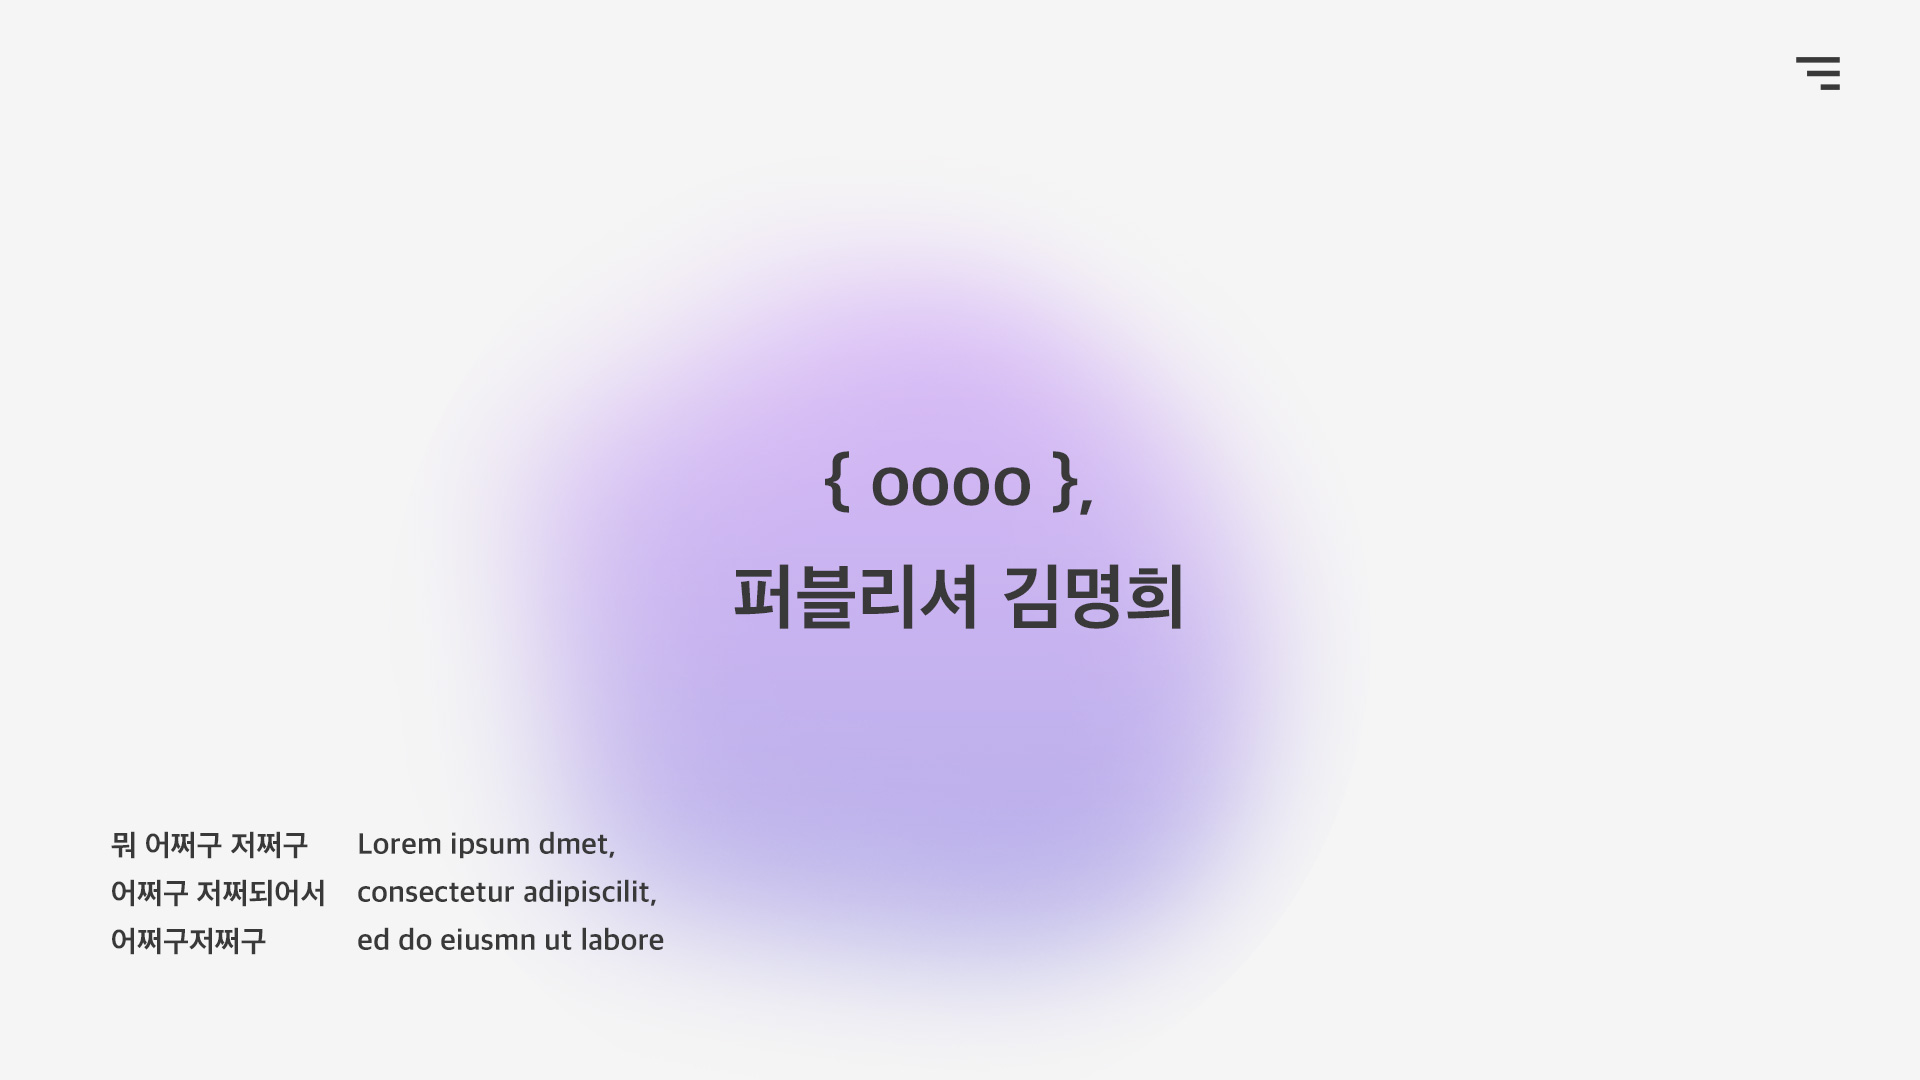 { oooo },
퍼블리셔 김명희
뭐 어쩌구 저쩌구
어쩌구 저쩌되어서
어쩌구저쩌구
Lorem ipsum dmet,
consectetur adipiscilit,
ed do eiusmn ut labore